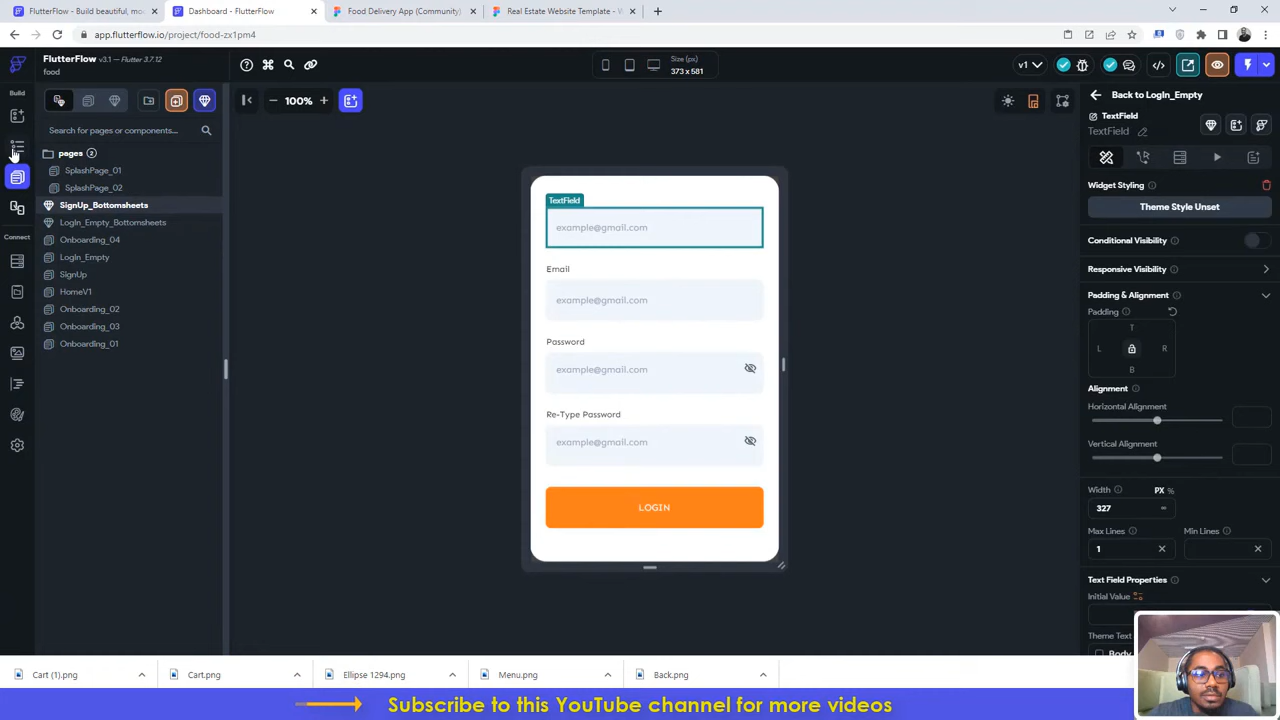 FlutterFlow - Build beautiful, mo
Dashboard - FlutterFlow
Food Delivery App (Community)
Real Estate Website Template - W
app.flutterflow.io/project/food-zx1pm4
FlutterFlow v3.1 — Flutter 3.7.12
food
Size (px)
373 x 581
v1
Build
100%
Back to LogIn_Empty
Search for pages or components...
TextField
TextField
pages 2
SplashPage_01
SplashPage_02
SignUp_Bottomsheets
LogIn_Empty_Bottomsheets
Onboarding_04
LogIn_Empty
SignUp
HomeV1
Onboarding_02
Onboarding_03
Onboarding_01
Connect
TextField
example@gmail.com
Email
example@gmail.com
Password
example@gmail.com
Re-Type Password
example@gmail.com
LOGIN
Widget Styling
Theme Style Unset
Conditional Visibility
Responsive Visibility
Padding & Alignment
Padding
T
L R
B
Alignment
Horizontal Alignment
Vertical Alignment
Width PX %
327 ∞
Max Lines Min Lines
1
Text Field Properties
Initial Value
Theme Text
Body
Cart (1).png
Cart.png
Ellipse 1294.png
Menu.png
Back.png
Subscribe to this YouTube channel for more videos